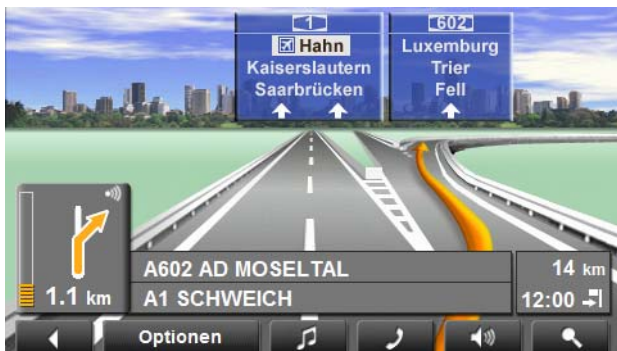 1
Hahn
Kaiserslautern
Saarbrücken
602
Luxemburg
Trier
Fell
1.1 km
A602 AD MOSELTAL
A1 SCHWEICH
14 km
12:00
Optionen